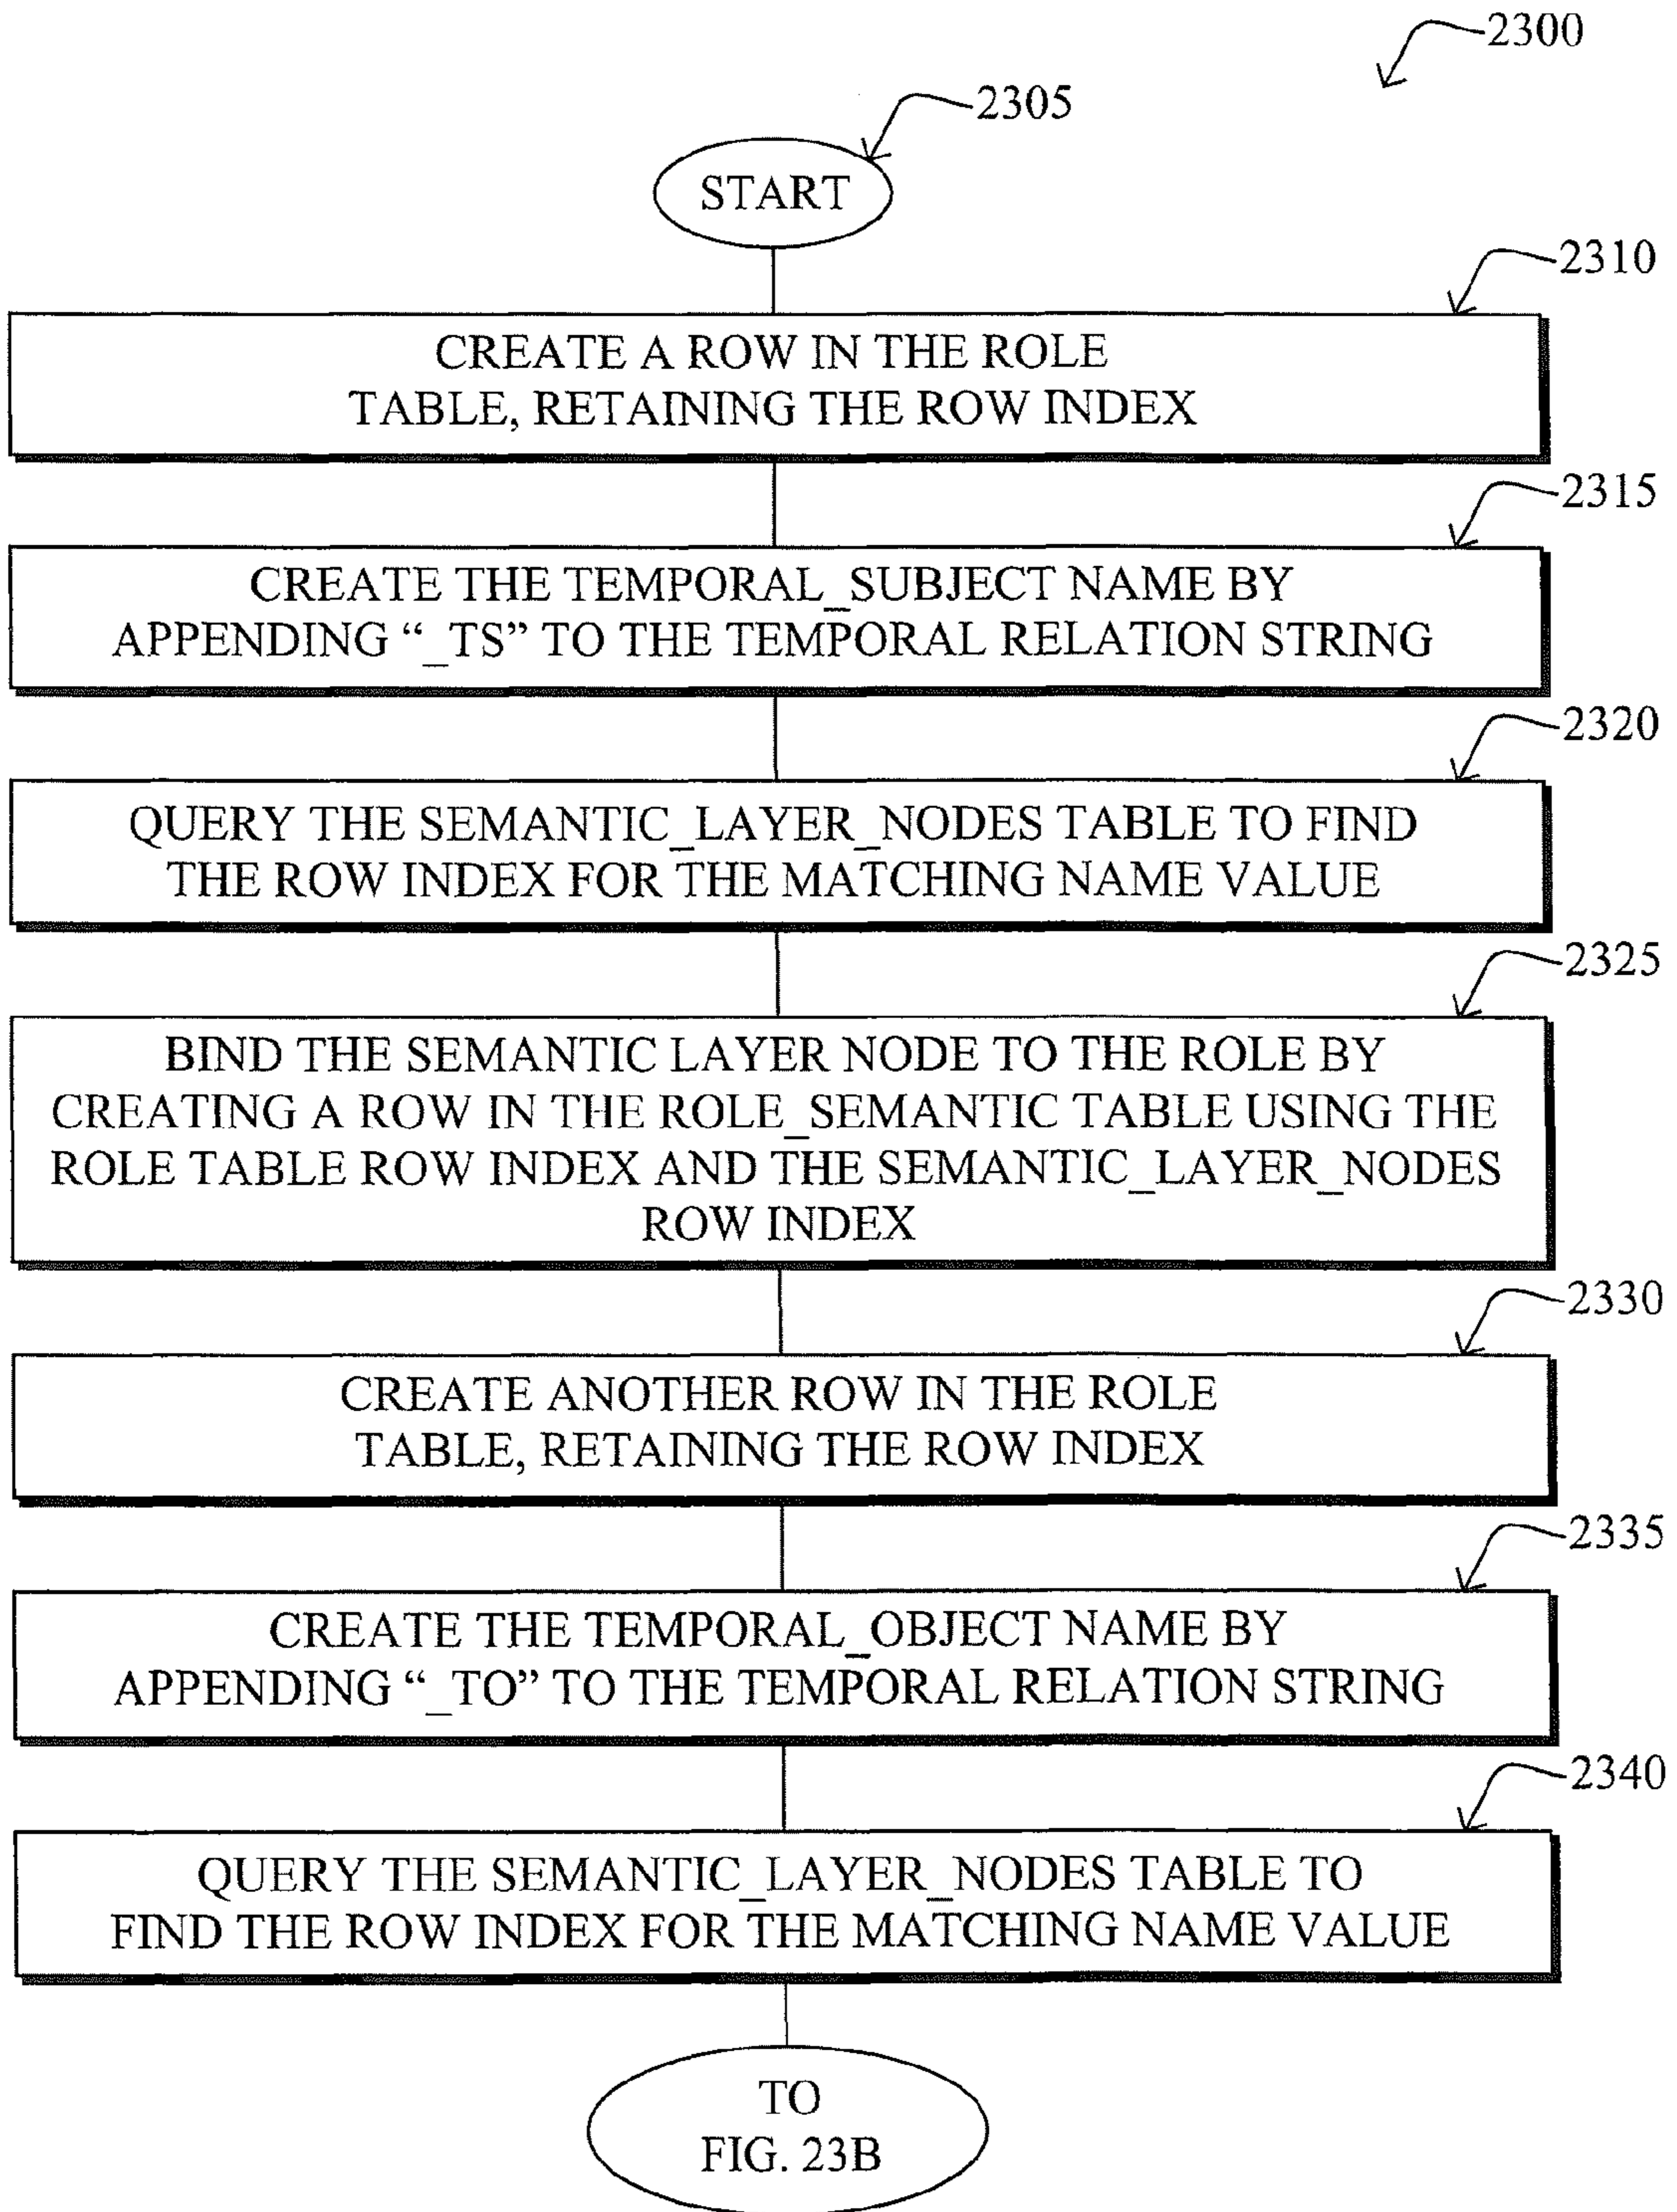 2300
2305
START
2310
CREATE A ROW IN THE ROLE
TABLE, RETAINING THE ROW INDEX
2315
CREATE THE TEMPORAL_SUBJECT NAME BY
APPENDING “_TS” TO THE TEMPORAL RELATION STRING
2320
QUERY THE SEMANTIC_LAYER_NODES TABLE TO FIND
THE ROW INDEX FOR THE MATCHING NAME VALUE
2325
BIND THE SEMANTIC LAYER NODE TO THE ROLE BY
CREATING A ROW IN THE ROLE_SEMANTIC TABLE USING THE
ROLE TABLE ROW INDEX AND THE SEMANTIC_LAYER_NODES
ROW INDEX
2330
CREATE ANOTHER ROW IN THE ROLE
TABLE, RETAINING THE ROW INDEX
2335
CREATE THE TEMPORAL_OBJECT NAME BY
APPENDING “_TO” TO THE TEMPORAL RELATION STRING
2340
QUERY THE SEMANTIC_LAYER_NODES TABLE TO
FIND THE ROW INDEX FOR THE MATCHING NAME VALUE
TO
FIG. 23B